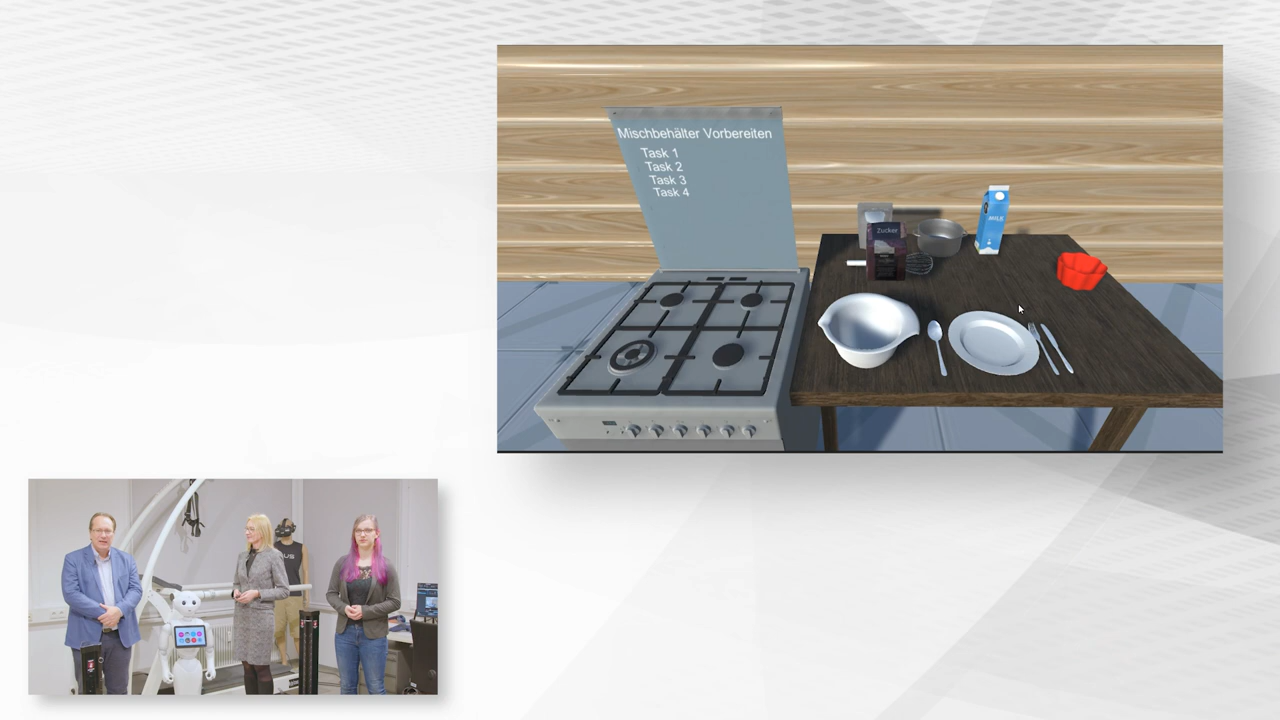 Mischbehälter Vorbereiten
Task 1
Task 2
Task 3
Task 4
Zucker
MILK